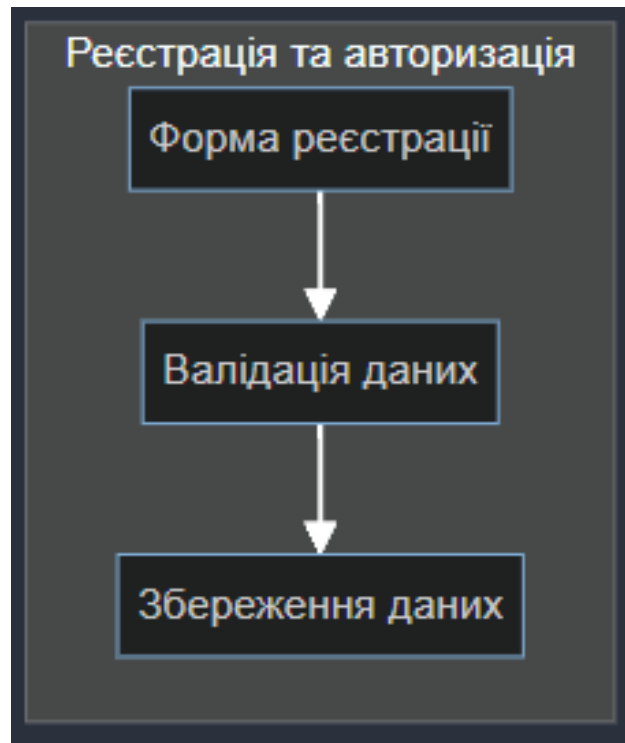 Реєстрація та авторизація
Форма реєстрації
Валідація даних
Збереження даних